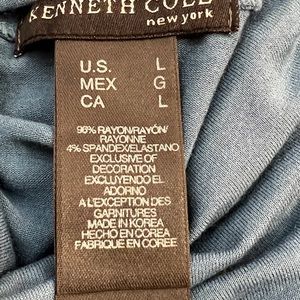 KENNETH COLE
new york
U.S. L
MEX G
CA L
96% RAYON/RAYÓN/
RAYONNE
4% SPANDEX/ELASTANO
EXCLUSIVE OF
DECORATION
EXCLUYENDO EL
ADORNO
A L'EXCEPTION DES
GARNITURES
MADE IN KOREA
HECHO EN COREA
FABRIQUE EN COREE